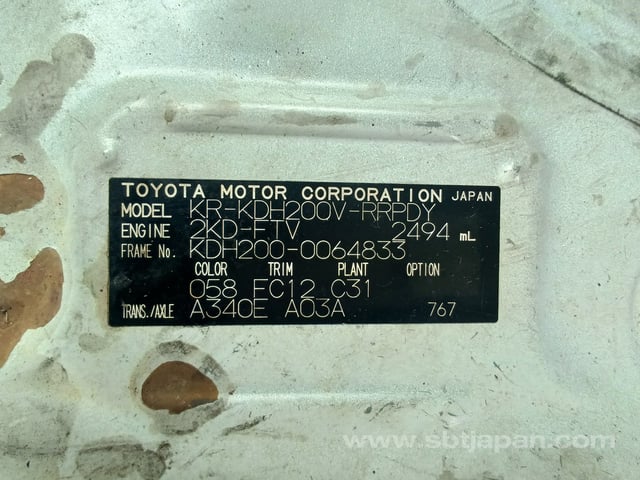 TOYOTA MOTOR CORPORATION JAPAN
MODEL KR-KDH200V-RRPDY
ENGINE 2KD-FTV 2494 mL
FRAME No. KDH200-0064833
COLOR TRIM PLANT OPTION
058 FC12 C31
TRANS./AXLE A340E A03A 767
www.sbtjapan.com